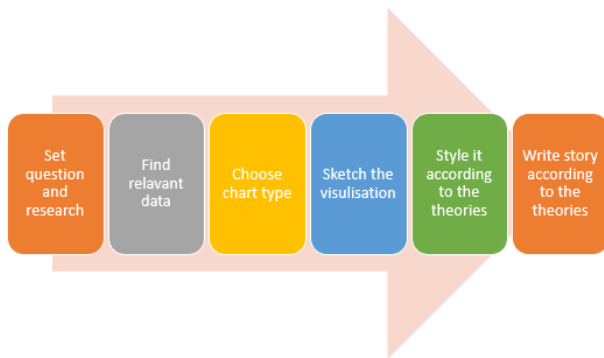 Set
question
and
research
Find
relavant
data
Choose
chart type
Sketch the
visulisation
Style it
according
to the
theories
Write story
according
to the
theories